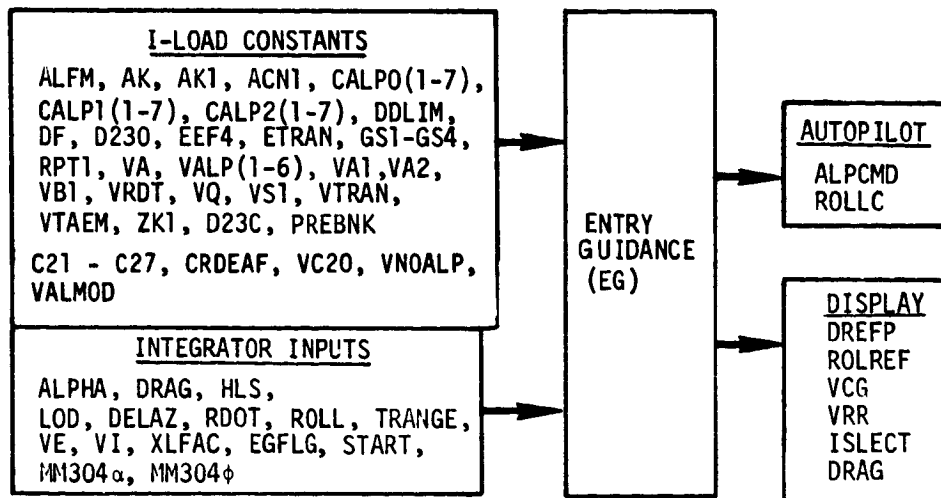 I-LOAD CONSTANTS
ALFM, AK, AK1, ACN1, CALP0(1-7),
CALP1(1-7), CALP2(1-7), DDLIM,
DF, D230, EEF4, ETRAN, GS1-GS4,
RPT1, VA, VALP(1-6), VA1,VA2,
VB1, VRDT, VQ, VS1, VTRAN,
VTAEM, ZK1, D23C, PREBNK
C21 - C27, CRDEAF, VC20, VNOALP,
VALMOD
INTEGRATOR INPUTS
ALPHA, DRAG, HLS,
LOD, DELAZ, RDOT, ROLL, TRANGE,
VE, VI, XLFAC, EGFLG, START,
MM304α, MM304ϕ
ENTRY
GUIDANCE
(EG)
AUTOPILOT
ALPCMD
ROLLC
DISPLAY
DREFP
ROLREF
VCG
VRR
ISLECT
DRAG